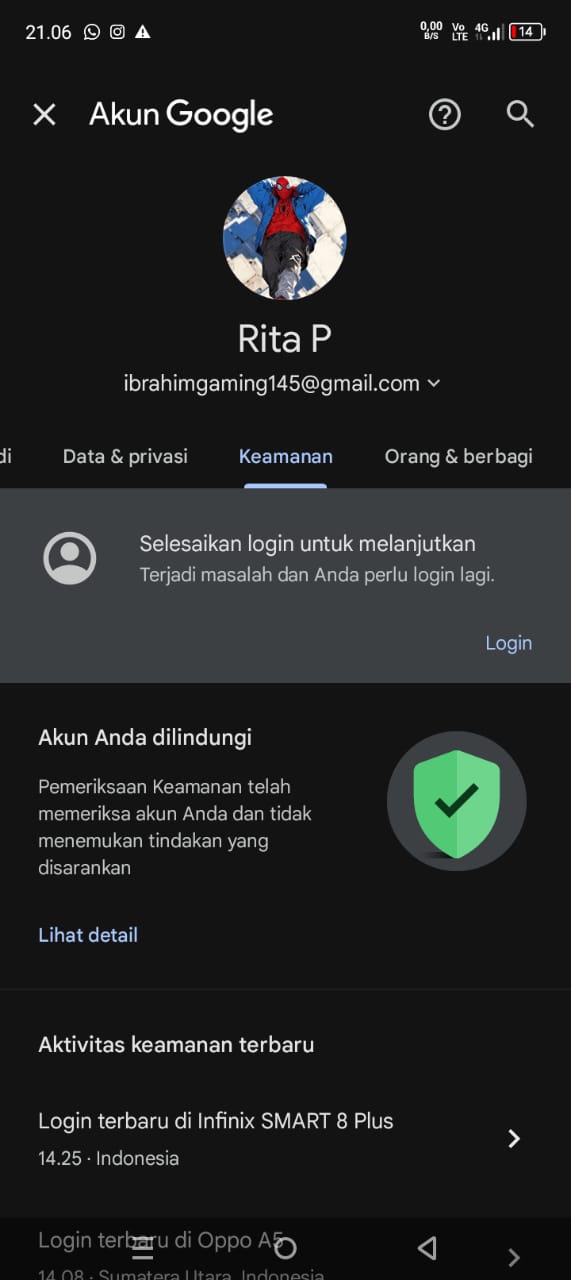 21.06
0,00
B/S
Vo
LTE
4G
14
Akun Google
Rita P
ibrahimgaming145@gmail.com
di
Data & privasi
Keamanan
Orang & berbagi
Selesaikan login untuk melanjutkan
Terjadi masalah dan Anda perlu login lagi.
Login
Akun Anda dilindungi
Pemeriksaan Keamanan telah
memeriksa akun Anda dan tidak
menemukan tindakan yang
disarankan
Lihat detail
Aktivitas keamanan terbaru
Login terbaru di Infinix SMART 8 Plus
14.25 · Indonesia
Login terbaru di Oppo A5
14.08 · Sumatera Utara, Indonesia